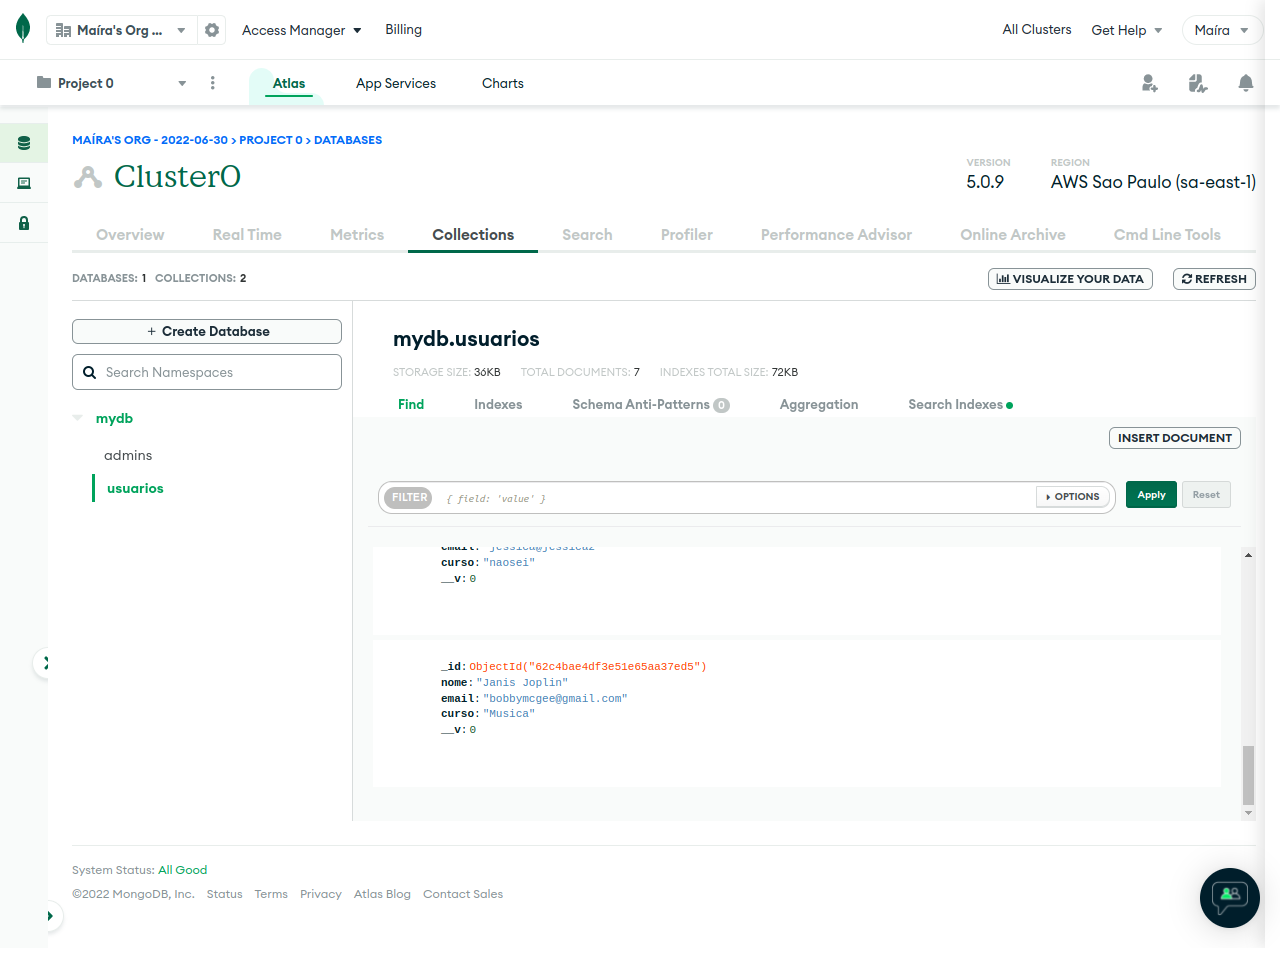 Maíra's Org ...
Access Manager
Billing
All Clusters
Get Help
Maíra
Project 0
Atlas
App Services
Charts
MAÍRA'S ORG - 2022-06-30 > PROJECT 0 > DATABASES
Cluster0
VERSION
5.0.9
REGION
AWS Sao Paulo (sa-east-1)
Overview
Real Time
Metrics
Collections
Search
Profiler
Performance Advisor
Online Archive
Cmd Line Tools
DATABASES: 1 COLLECTIONS: 2
VISUALIZE YOUR DATA
REFRESH
+ Create Database
Search Namespaces
mydb
admins
usuarios
mydb.usuarios
STORAGE SIZE: 36KB TOTAL DOCUMENTS: 7 INDEXES TOTAL SIZE: 72KB
Find
Indexes
Schema Anti-Patterns 0
Aggregation
Search Indexes
INSERT DOCUMENT
FILTER
{ field: 'value' }
OPTIONS
Apply
Reset
email: "jessica@jessica2"
curso: "naosei"
__v: 0
_id: ObjectId("62c4bae4df3e51e65aa37ed5")
nome: "Janis Joplin"
email: "bobbymcgee@gmail.com"
curso: "Musica"
__v: 0
System Status: All Good
©2022 MongoDB, Inc. Status Terms Privacy Atlas Blog Contact Sales